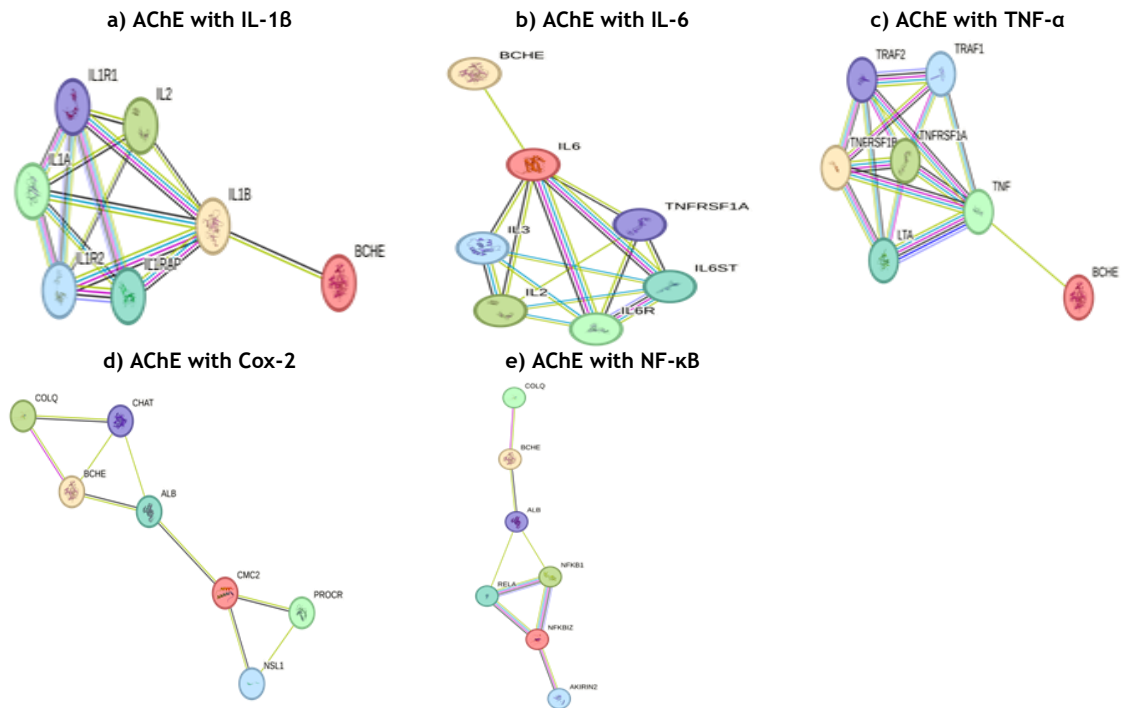 a) AChE with IL-1ß
b) AChE with IL-6
c) AChE with TNF-α
IL1R1
IL2
IL1A
IL1B
IL1R2
IL1RAP
BCHE
BCHE
IL6
TNFRSF1A
IL3
IL6ST
IL2
IL6R
TRAF2
TRAF1
TNFRSF1B
TNFRSF1A
TNF
LTA
BCHE
d) AChE with Cox-2
e) AChE with NF-κB
COLQ
CHAT
BCHE
ALB
CMC2
PROCR
NSL1
COLQ
BCHE
ALB
NFKB1
RELA
NFKBIZ
AKIRIN2